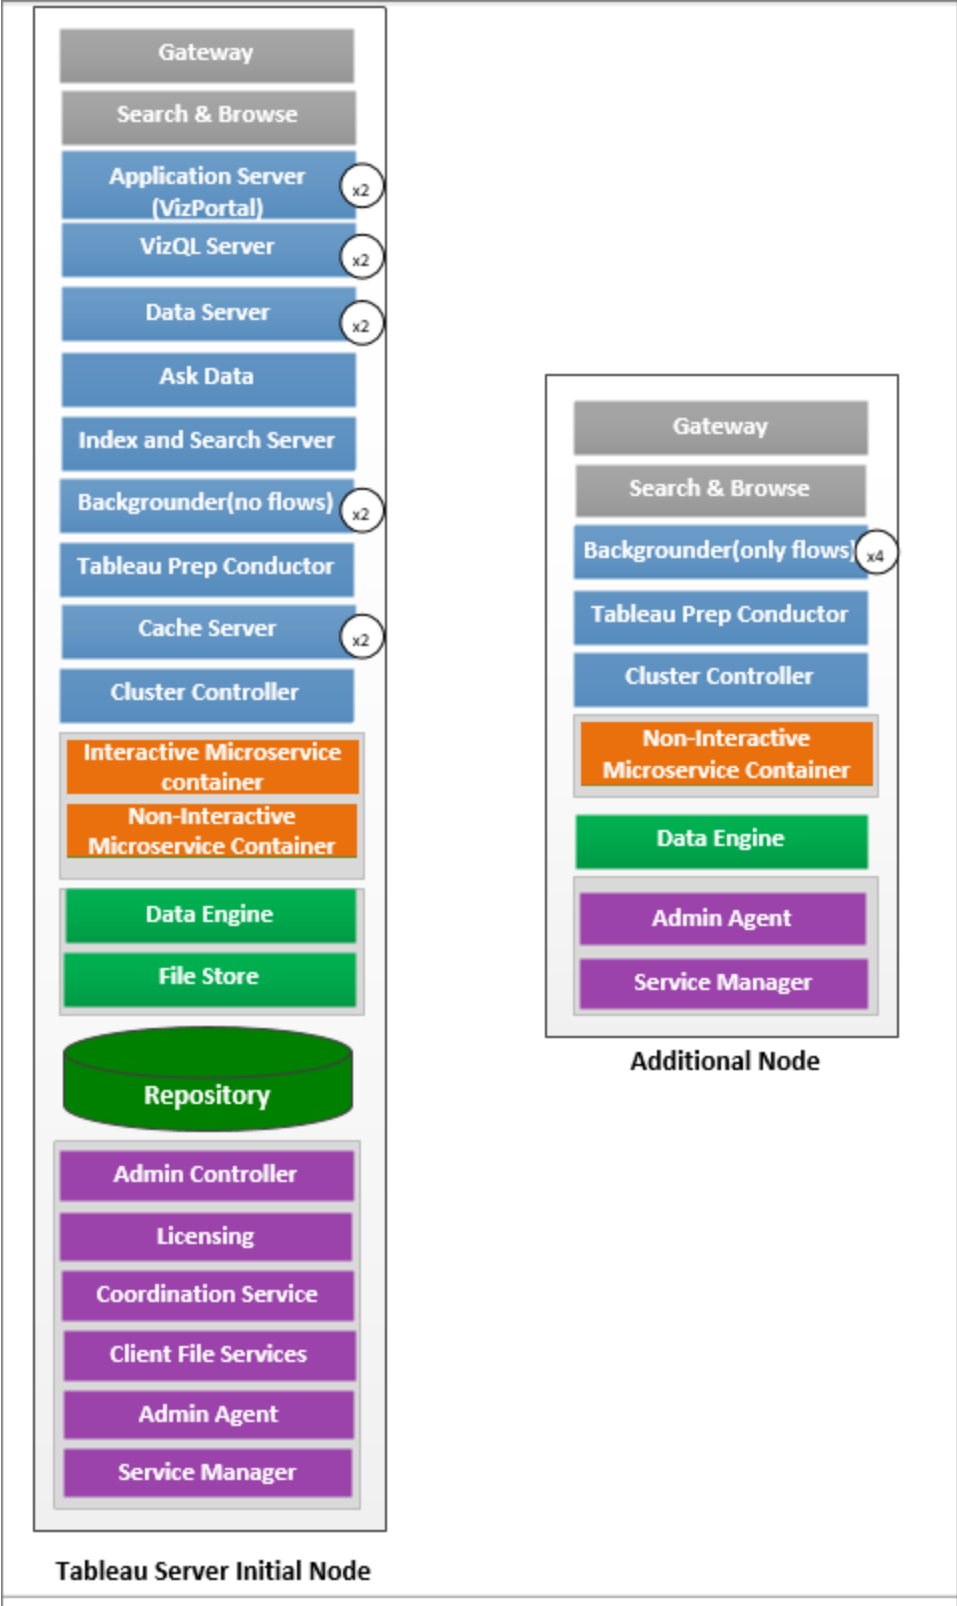 Gateway
Search & Browse
Application Server
(VizPortal)
x2
VizQL Server
x2
Data Server
x2
Ask Data
Index and Search Server
Backgrounder(no flows)
x2
Tableau Prep Conductor
Cache Server
x2
Cluster Controller
Interactive Microservice
container
Non-Interactive
Microservice Container
Data Engine
File Store
Repository
Admin Controller
Licensing
Coordination Service
Client File Services
Admin Agent
Service Manager
Tableau Server Initial Node
Gateway
Search & Browse
Backgrounder(only flows)
x4
Tableau Prep Conductor
Cluster Controller
Non-Interactive
Microservice Container
Data Engine
Admin Agent
Service Manager
Additional Node